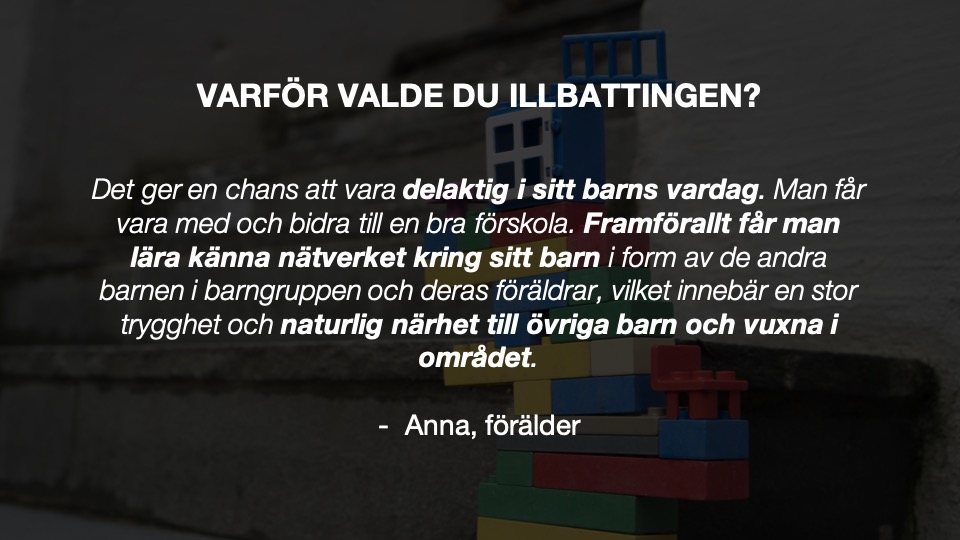 VARFÖR VALDE DU ILLBATTINGEN?
Det ger en chans att vara delaktig i sitt barns vardag. Man får
vara med och bidra till en bra förskola. Framförallt får man
lära känna nätverket kring sitt barn i form av de andra
barnen i barngruppen och deras föräldrar, vilket innebär en stor
trygghet och naturlig närhet till övriga barn och vuxna i
området.
- Anna, förälder